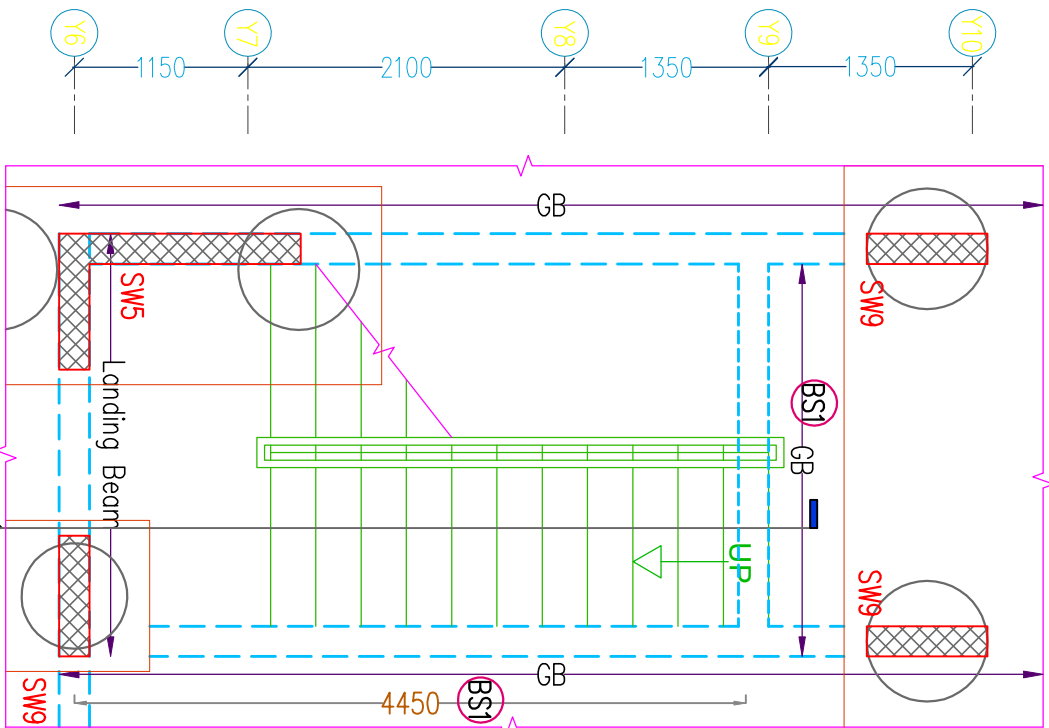 Y6
Y7
Y8
Y9
Y10
1150
2100
1350
1350
GB
SW5
SW9
BS1
GB
Landing Beam
UP
SW9
GB
SW9
4450
BS1